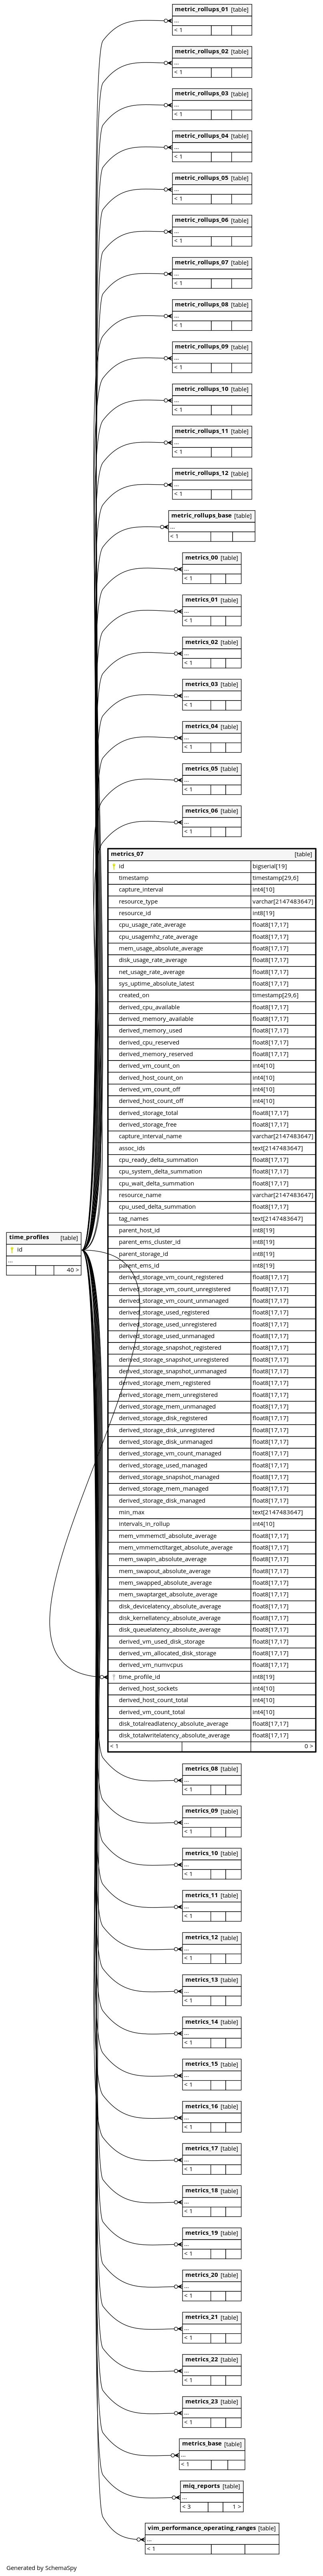 metric_rollups_01 [table]
...
< 1
metric_rollups_02 [table]
...
< 1
metric_rollups_03 [table]
...
< 1
metric_rollups_04 [table]
...
< 1
metric_rollups_05 [table]
...
< 1
metric_rollups_06 [table]
...
< 1
metric_rollups_07 [table]
...
< 1
metric_rollups_08 [table]
...
< 1
metric_rollups_09 [table]
...
< 1
metric_rollups_10 [table]
...
< 1
metric_rollups_11 [table]
...
< 1
metric_rollups_12 [table]
...
< 1
metric_rollups_base [table]
...
< 1
metrics_00 [table]
...
< 1
metrics_01 [table]
...
< 1
metrics_02 [table]
...
< 1
metrics_03 [table]
...
< 1
metrics_04 [table]
...
< 1
metrics_05 [table]
...
< 1
metrics_06 [table]
...
< 1
metrics_07 [table]
id bigserial[19]
timestamp timestamp[29,6]
capture_interval int4[10]
resource_type varchar[2147483647]
resource_id int8[19]
cpu_usage_rate_average float8[17,17]
cpu_usagemhz_rate_average float8[17,17]
mem_usage_absolute_average float8[17,17]
disk_usage_rate_average float8[17,17]
net_usage_rate_average float8[17,17]
sys_uptime_absolute_latest float8[17,17]
created_on timestamp[29,6]
derived_cpu_available float8[17,17]
derived_memory_available float8[17,17]
derived_memory_used float8[17,17]
derived_cpu_reserved float8[17,17]
derived_memory_reserved float8[17,17]
derived_vm_count_on int4[10]
derived_host_count_on int4[10]
derived_vm_count_off int4[10]
derived_host_count_off int4[10]
derived_storage_total float8[17,17]
derived_storage_free float8[17,17]
capture_interval_name varchar[2147483647]
assoc_ids text[2147483647]
cpu_ready_delta_summation float8[17,17]
cpu_system_delta_summation float8[17,17]
cpu_wait_delta_summation float8[17,17]
resource_name varchar[2147483647]
cpu_used_delta_summation float8[17,17]
tag_names text[2147483647]
parent_host_id int8[19]
parent_ems_cluster_id int8[19]
parent_storage_id int8[19]
parent_ems_id int8[19]
derived_storage_vm_count_registered float8[17,17]
derived_storage_vm_count_unregistered float8[17,17]
derived_storage_vm_count_unmanaged float8[17,17]
derived_storage_used_registered float8[17,17]
derived_storage_used_unregistered float8[17,17]
derived_storage_used_unmanaged float8[17,17]
derived_storage_snapshot_registered float8[17,17]
derived_storage_snapshot_unregistered float8[17,17]
derived_storage_snapshot_unmanaged float8[17,17]
derived_storage_mem_registered float8[17,17]
derived_storage_mem_unregistered float8[17,17]
derived_storage_mem_unmanaged float8[17,17]
derived_storage_disk_registered float8[17,17]
derived_storage_disk_unregistered float8[17,17]
derived_storage_disk_unmanaged float8[17,17]
derived_storage_vm_count_managed float8[17,17]
derived_storage_used_managed float8[17,17]
derived_storage_snapshot_managed float8[17,17]
derived_storage_mem_managed float8[17,17]
derived_storage_disk_managed float8[17,17]
min_max text[2147483647]
intervals_in_rollup int4[10]
mem_vmmemctl_absolute_average float8[17,17]
mem_vmmemctltarget_absolute_average float8[17,17]
mem_swapin_absolute_average float8[17,17]
mem_swapout_absolute_average float8[17,17]
mem_swapped_absolute_average float8[17,17]
mem_swaptarget_absolute_average float8[17,17]
disk_devicelatency_absolute_average float8[17,17]
disk_kernellatency_absolute_average float8[17,17]
disk_queuelatency_absolute_average float8[17,17]
derived_vm_used_disk_storage float8[17,17]
derived_vm_allocated_disk_storage float8[17,17]
derived_vm_numvcpus float8[17,17]
time_profile_id int8[19]
derived_host_sockets int4[10]
derived_host_count_total int4[10]
derived_vm_count_total int4[10]
disk_totalreadlatency_absolute_average float8[17,17]
disk_totalwritelatency_absolute_average float8[17,17]
< 1 0 >
time_profiles [table]
id
...
40 >
metrics_08 [table]
...
< 1
metrics_09 [table]
...
< 1
metrics_10 [table]
...
< 1
metrics_11 [table]
...
< 1
metrics_12 [table]
...
< 1
metrics_13 [table]
...
< 1
metrics_14 [table]
...
< 1
metrics_15 [table]
...
< 1
metrics_16 [table]
...
< 1
metrics_17 [table]
...
< 1
metrics_18 [table]
...
< 1
metrics_19 [table]
...
< 1
metrics_20 [table]
...
< 1
metrics_21 [table]
...
< 1
metrics_22 [table]
...
< 1
metrics_23 [table]
...
< 1
metrics_base [table]
...
< 1
miq_reports [table]
...
< 3 1 >
vim_performance_operating_ranges [table]
...
< 1
Generated by SchemaSpy